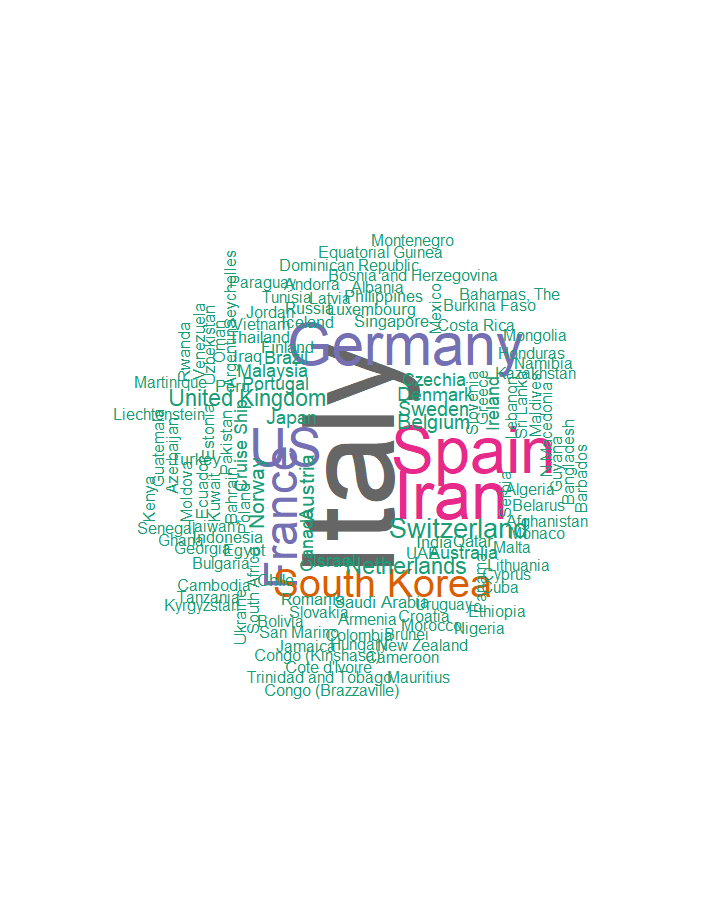 Montenegro
Equatorial Guinea
Dominican Republic
Bosnia and Herzegovina
Paraguay
Andorra
Albania
Seychelles
Tunisia
Latvia
Philippines
Mexico
Bahamas, The
Burkina Faso
Jordan
Russia
Luxembourg
Vietnam
Iceland
Singapore
Costa Rica
Venezuela
Uzbekistan
Oman
Argentina
Thailand
Germany
Mongolia
Rwanda
Finland
Iraq
Brazil
Honduras
Namibia
Malaysia
Kazakhstan
Martinique
Peru
Portugal
Czechia
Slovenia
Greece
Ireland
Lebanon
Sri Lanka
Maldives
United Kingdom
Denmark
Sweden
Liechtenstein
Japan
Belgium
Italy
Guatemala
Azerbaijan
Estonia
Pakistan
Cruise Ship
US
Spain
N.Macedonia
Guyana
Bangladesh
Barbados
Turkey
Kenya
Moldova
Ecuador
Kuwait
Bahrain
Poland
Norway
France
Austria
Iran
Serbia
Algeria
Belarus
Senegal
Taiwan
Switzerland
Afghanistan
Ghana
Indonesia
Canada
India
Qatar
Monaco
Georgia
Egypt
UAE
Australia
Malta
Bulgaria
Israel
Netherlands
Lithuania
Cambodia
Chile
South Korea
Panama
Cyprus
Cuba
Tanzania
Kyrgyzstan
Ukraine
South Africa
Romania
Saudi Arabia
Uruguay
Slovakia
Croatia
Ethiopia
Bolivia
Armenia
Morocco
Nigeria
San Marino
Colombia
Brunei
Jamaica
Hungary
New Zealand
Congo (Kinshasa)
Cameroon
Cote d'Ivoire
Trinidad and Tobago
Mauritius
Congo (Brazzaville)